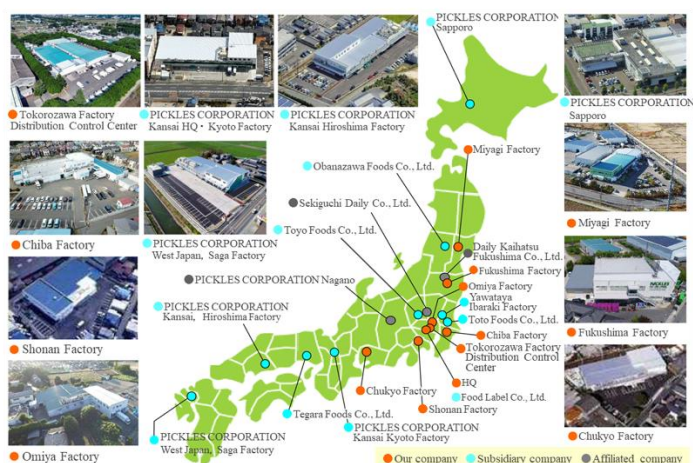 PICKLES CORPORATION
Sapporo
Tokorozawa Factory
Distribution Control Center
PICKLES CORPORATION
Kansai HQ・Kyoto Factory
PICKLES CORPORATION
Kansai Hiroshima Factory
PICKLES CORPORATION
Sapporo
Miyagi Factory
Obanazawa Foods Co., Ltd.
Sekiguchi Daily Co., Ltd.
Toyo Foods Co., Ltd.
Chiba Factory
PICKLES CORPORATION
West Japan, Saga Factory
Miyagi Factory
Daily Kaihatsu
Fukushima Co., Ltd.
Fukushima Factory
PICKLES CORPORATION Nagano
Omiya Factory
Yawataya
Ibaraki Factory
Toto Foods Co., Ltd.
PICKLES CORPORATION
Kansai, Hiroshima Factory
Chiba Factory
Tokorozawa Factory
Distribution Control
Center
Fukushima Factory
Shonan Factory
HQ
Food Label Co., Ltd.
Chukyo Factory
Shonan Factory
Tegara Foods Co., Ltd.
PICKLES CORPORATION
Kansai Kyoto Factory
PICKLES CORPORATION
West Japan, Saga Factory
Omiya Factory
Chukyo Factory
Our company
Subsidiary company
Affiliated company